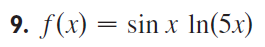 9. f(x) = sin x ln(5x)